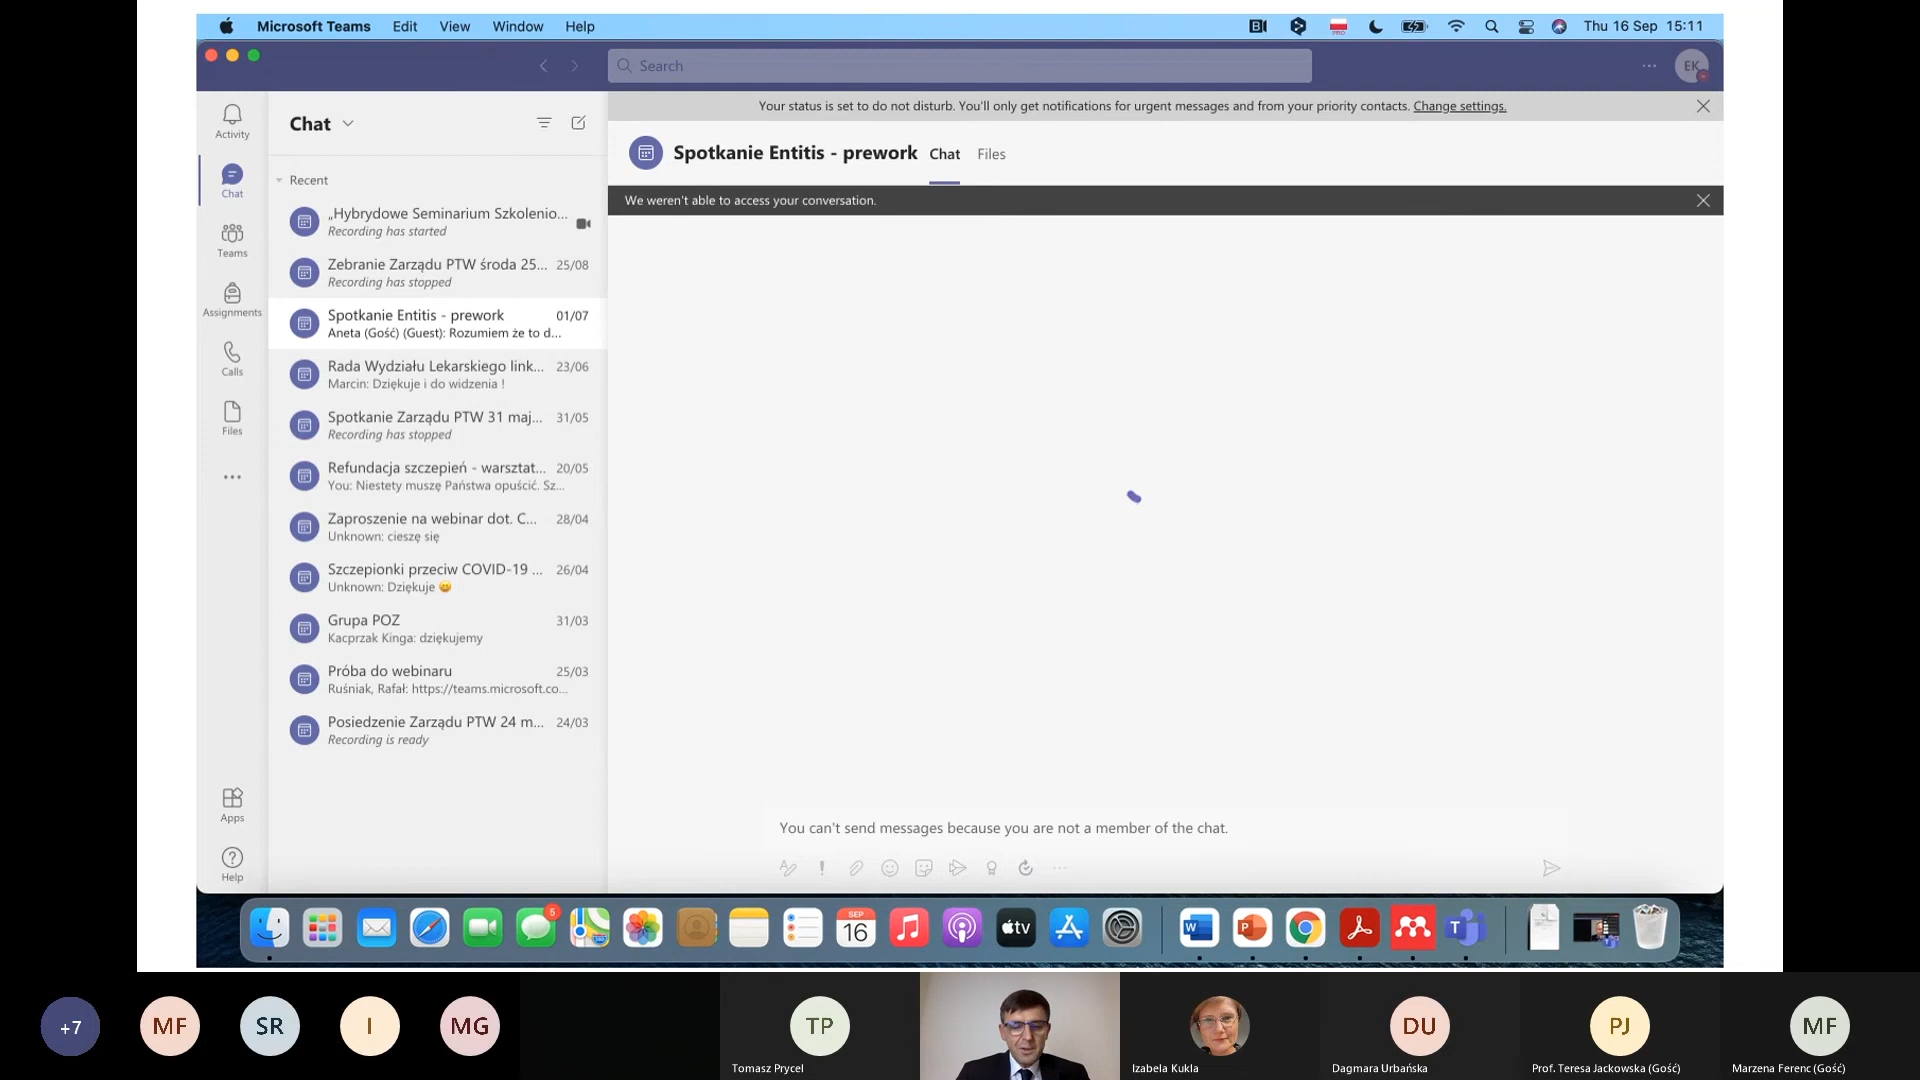 Microsoft Teams Edit View Window Help
PRO
Thu 16 Sep 15:11
Search
EK
Activity
Chat
Teams
Assignments
Calls
Files
Apps
Help
Chat
Recent
„Hybrydowe Seminarium Szkolenio...
Recording has started
Zebranie Zarządu PTW środa 25... 25/08
Recording has stopped
Spotkanie Entitis - prework 01/07
Aneta (Gość) (Guest): Rozumiem że to d...
Rada Wydziału Lekarskiego link... 23/06
Marcin: Dziękuje i do widzenia !
Spotkanie Zarządu PTW 31 maj... 31/05
Recording has stopped
Refundacja szczepień - warsztat... 20/05
You: Niestety muszę Państwa opuścić. Sz...
Zaproszenie na webinar dot. C... 28/04
Unknown: cieszę się
Szczepionki przeciw COVID-19 ... 26/04
Unknown: Dziękuje
Grupa POZ 31/03
Kacprzak Kinga: dziękujemy
Próba do webinaru 25/03
Ruśniak, Rafał: https://teams.microsoft.co...
Posiedzenie Zarządu PTW 24 m... 24/03
Recording is ready
Your status is set to do not disturb. You'll only get notifications for urgent messages and from your priority contacts. Change settings.
Spotkanie Entitis - prework Chat Files
We weren't able to access your conversation.
You can't send messages because you are not a member of the chat.
5
SEP
16
tv
W
P
T
+7
MF
SR
I
MG
TP
Tomasz Prycel
Izabela Kukla
DU
Dagmara Urbańska
PJ
Prof. Teresa Jackowska (Gość)
MF
Marzena Ferenc (Gość)